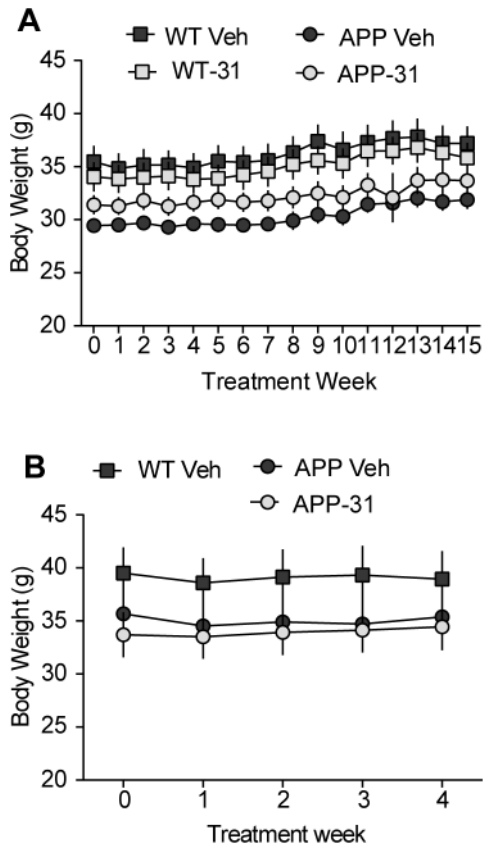 A
WT Veh APP Veh
WT-31 APP-31
45
40
35
30
25
20
Body Weight (g)
0 1 2 3 4 5 6 7 8 9 10 11 12 13 14 15
Treatment Week
B
WT Veh APP Veh
APP-31
45
40
35
30
25
20
Body Weight (g)
0 1 2 3 4
Treatment week